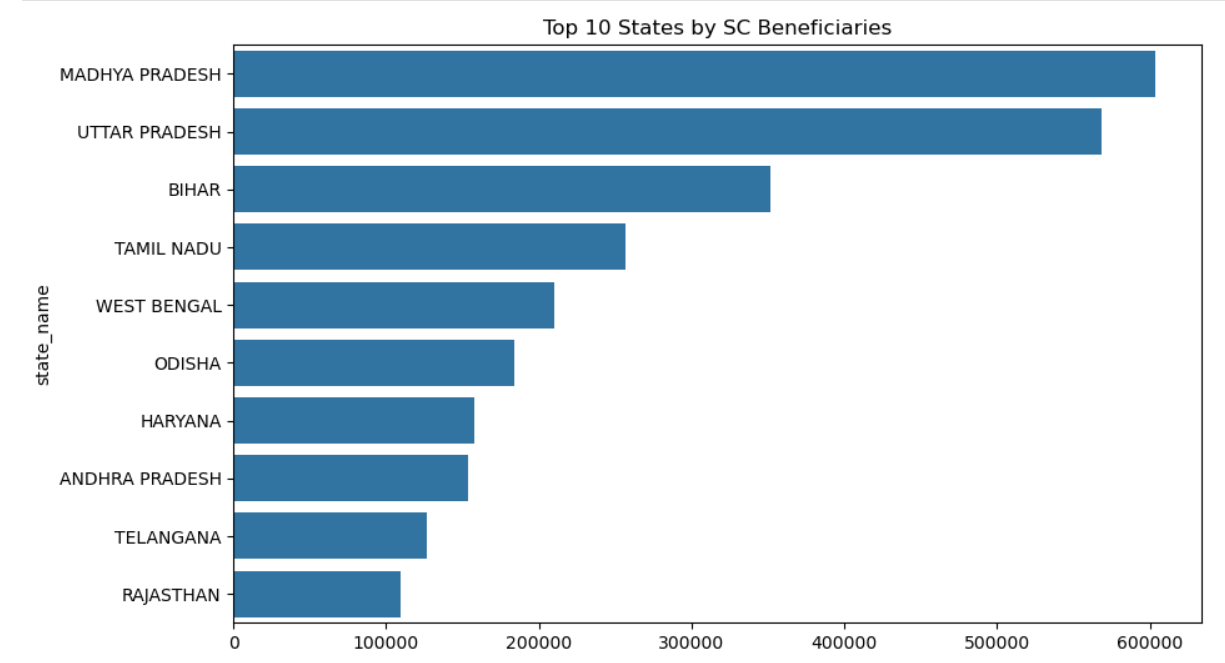 Top 10 States by SC Beneficiaries
MADHYA PRADESH
UTTAR PRADESH
BIHAR
TAMIL NADU
WEST BENGAL
ODISHA
HARYANA
ANDHRA PRADESH
TELANGANA
RAJASTHAN
state_name
0 100000 200000 300000 400000 500000 600000